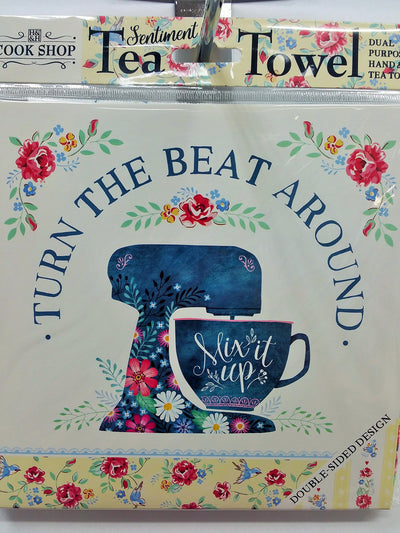 H&H
COOK SHOP
Sentiment
Tea Towel
DUAL
PURPOS
HAND &
TEA TO
· TURN THE BEAT AROUND ·
Mix it
up
DOUBLE-SIDED DESIGN